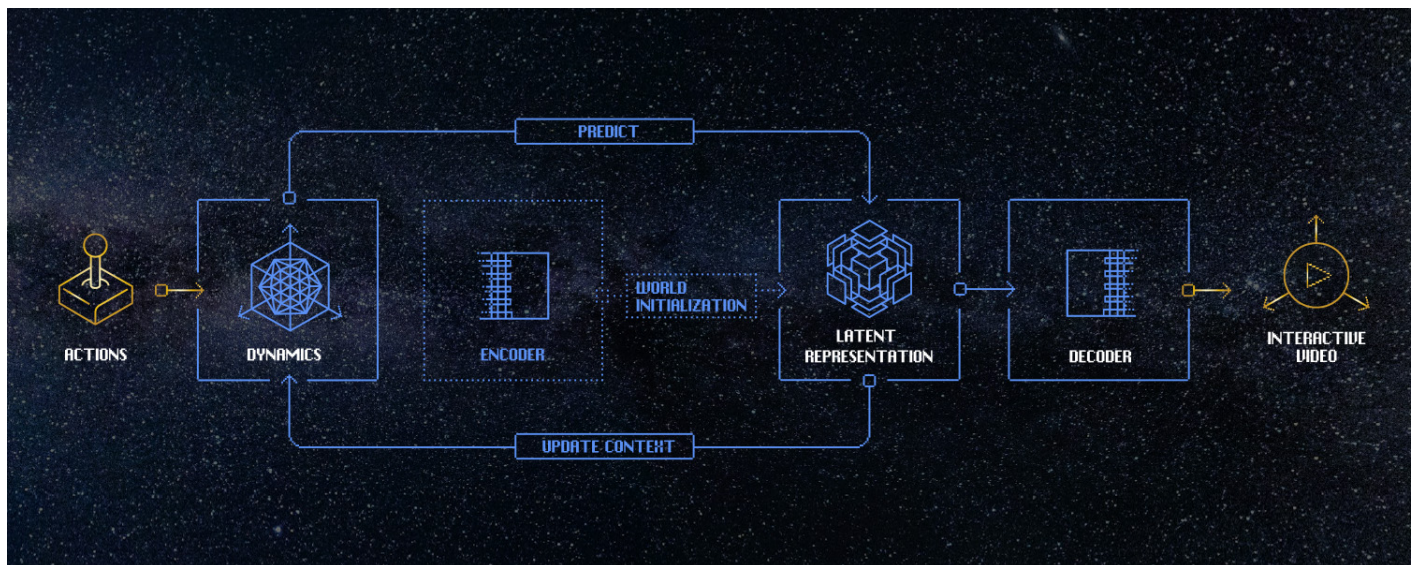 PREDICT
WORLD
INITIALIZATION
ACTIONS
DYNAMICS
ENCODER
LATENT
REPRESENTATION
DECODER
INTERACTIVE
VIDEO
UPDATE CONTEXT